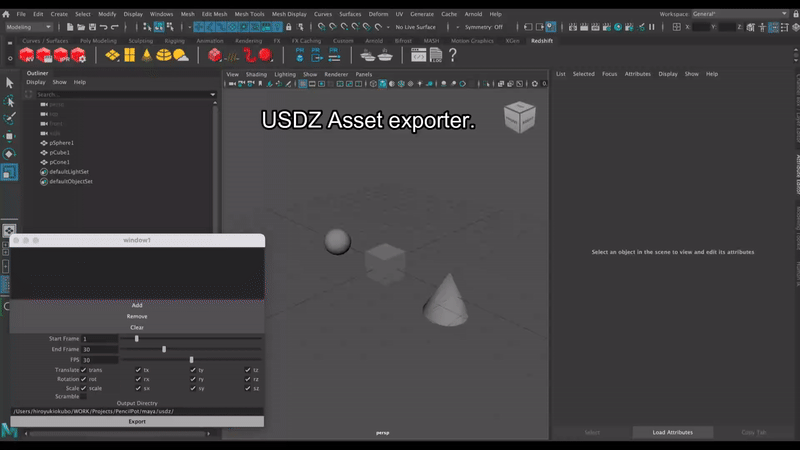 File Edit Create Select Modify Display Windows Mesh Edit Mesh Mesh Tools Mesh Display Curves Surfaces Deform UV Generate Cache Arnold Help
Workspace: General*
Modeling
No Live Surface
Symmetry: Off
X:
Y:
Z:
Curves / Surfaces Poly Modeling Sculpting Rigging Animation Rendering FX FX Caching Custom Arnold Bifrost MASH Motion Graphics XGen Redshift
Outliner
Display Show Help
Search...
persp
top
front
side
pSphere1
pCube1
pCone1
defaultLightSet
defaultObjectSet
View Shading Lighting Show Renderer Panels
USDZ Asset exporter.
persp
List Selected Focus Attributes Display Show Help
Select an object in the scene to view and edit its attributes
Select
Load Attributes
Copy Tab
window1
Add
Remove
Clear
Start Frame 1
End Frame 30
FPS 30
Translate trans tx ty tz
Rotation rot rx ry rz
Scale scale sx sy sz
Scramble
Output Directry
/Users/hiroyukiokubo/WORK/Projects/PencilPot/maya/usdz/
Export